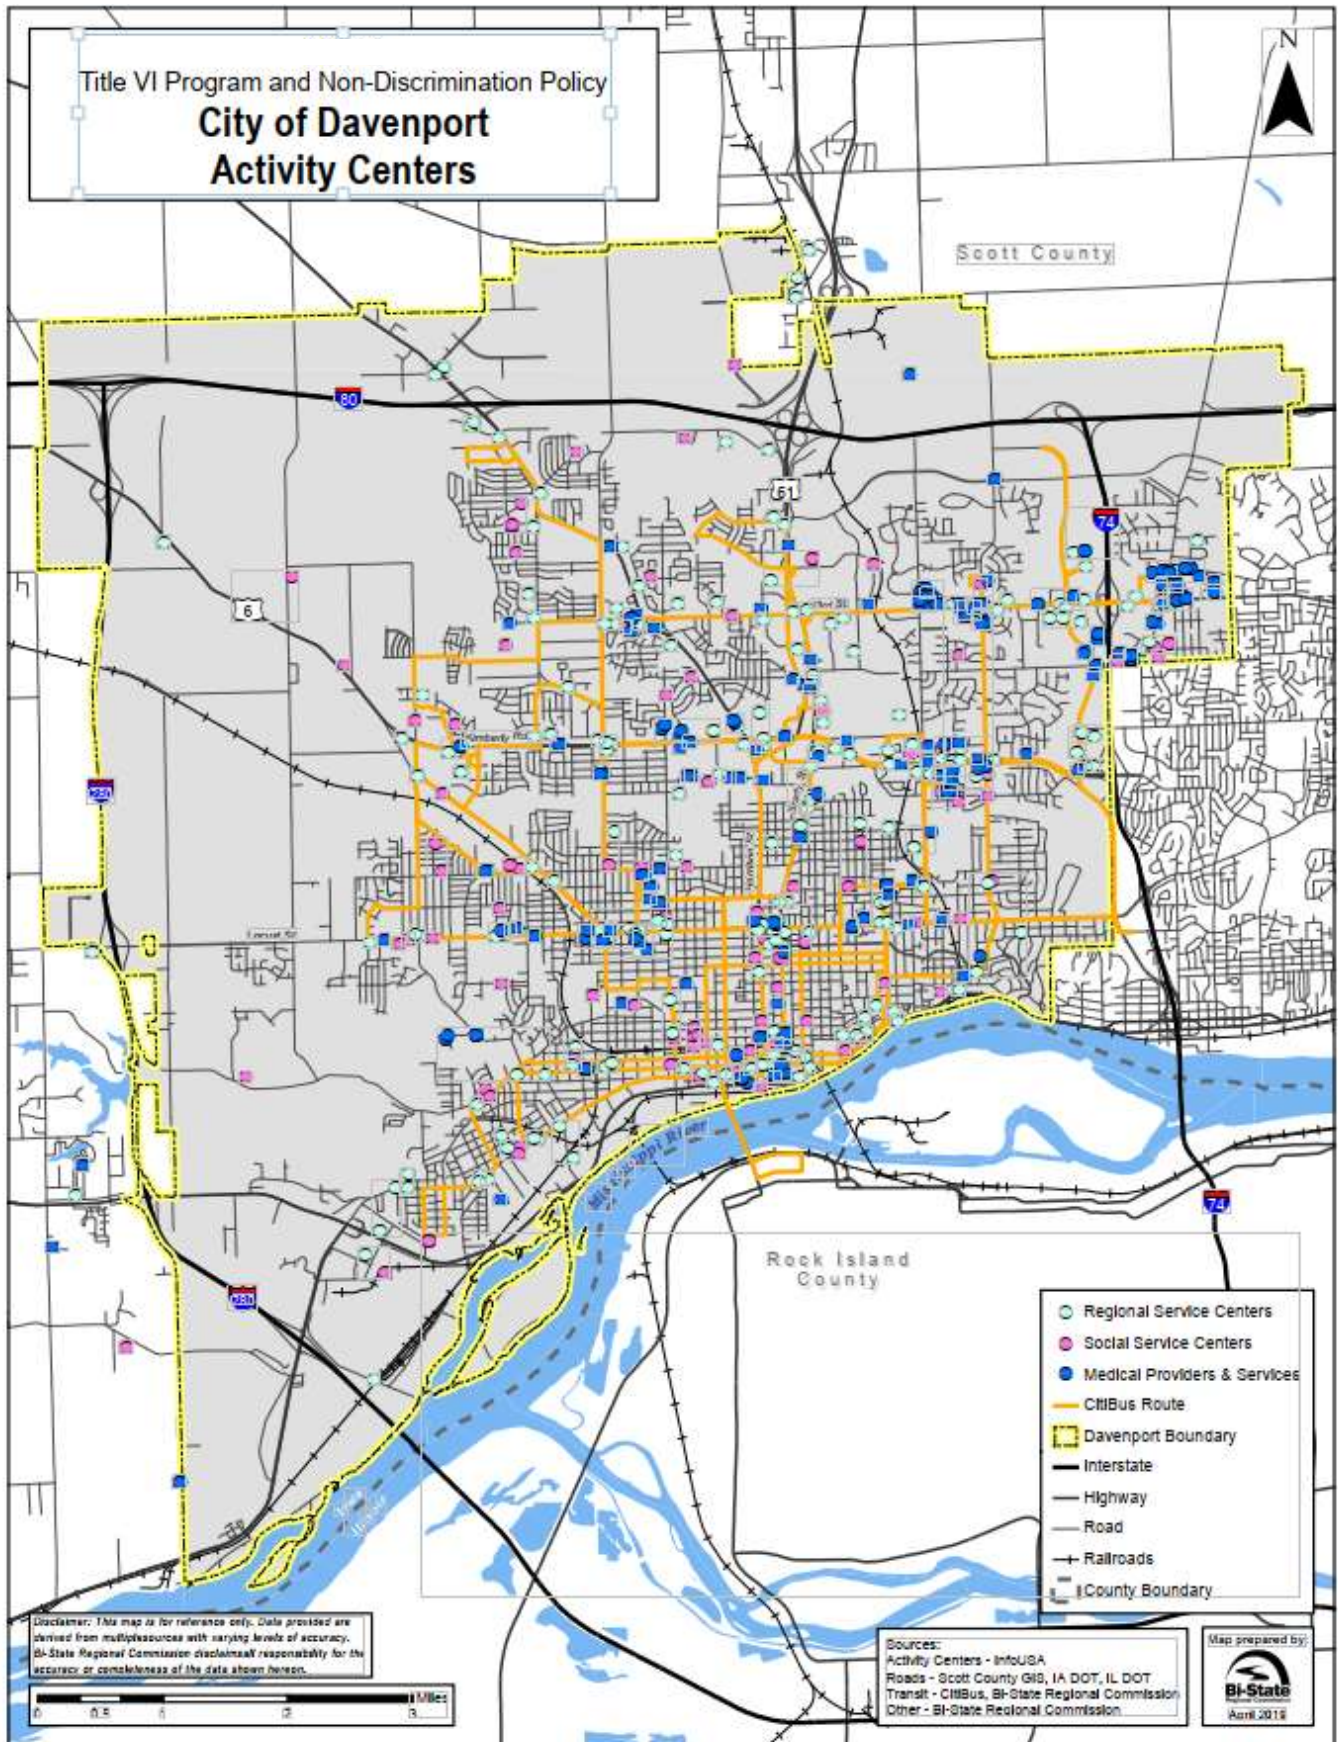 Title VI Program and Non-Discrimination Policy
City of Davenport
Activity Centers
N
Scott County
80
61
74
6
Kimberly Rd
280
Locust St
Mississippi River
74
Rock Island
County
280
Regional Service Centers
Social Service Centers
Medical Providers & Services
CitiBus Route
Davenport Boundary
Interstate
Highway
Road
Railroads
County Boundary
Disclaimer: This map is for reference only. Data provided are
derived from multiplesources with varying levels of accuracy.
Bi-State Regional Commission disclaimsall responsibility for the
accuracy or completeness of the data shown hereon.
Miles
0 0.5 1 2 3
Sources:
Activity Centers - InfoUSA
Roads - Scott County GIS, IA DOT, IL DOT
Transit - CitiBus, Bi-State Regional Commission
Other - Bi-State Regional Commission
Map prepared by:
Bi-State
Regional Commission